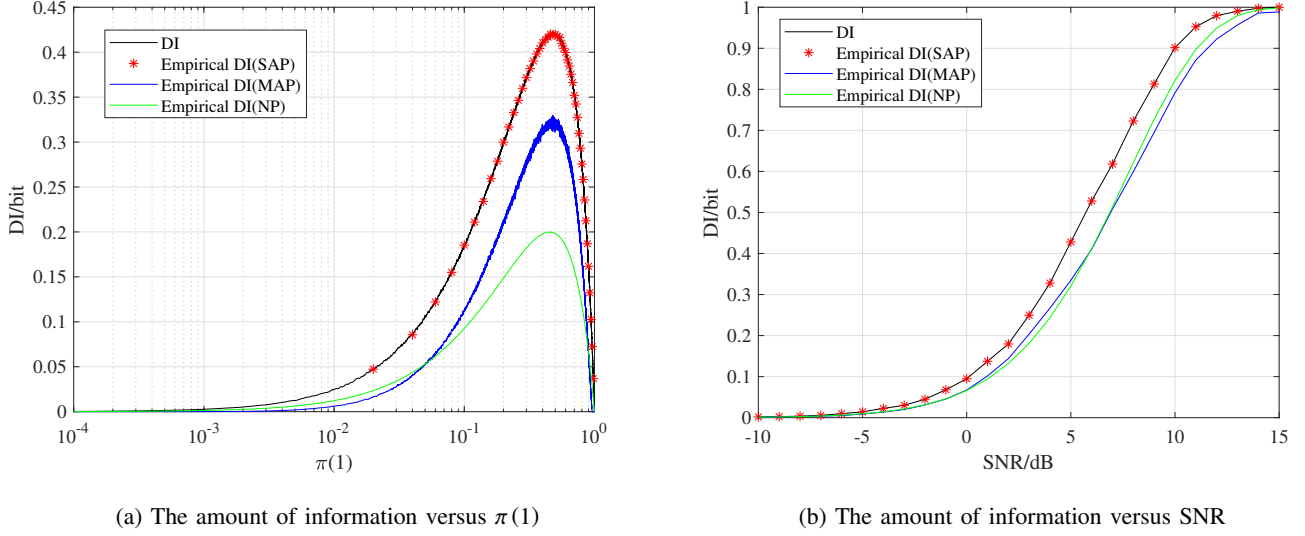 0.45
0.4
0.35
0.3
0.25
0.2
0.15
0.1
0.05
0
DI/bit
DI
Empirical DI(SAP)
Empirical DI(MAP)
Empirical DI(NP)
10⁻⁴ 10⁻³ 10⁻² 10⁻¹ 10⁰
π(1)
(a) The amount of information versus π(1)
1
0.9
0.8
0.7
0.6
0.5
0.4
0.3
0.2
0.1
0
DI/bit
DI
Empirical DI(SAP)
Empirical DI(MAP)
Empirical DI(NP)
-10 -5 0 5 10 15
SNR/dB
(b) The amount of information versus SNR